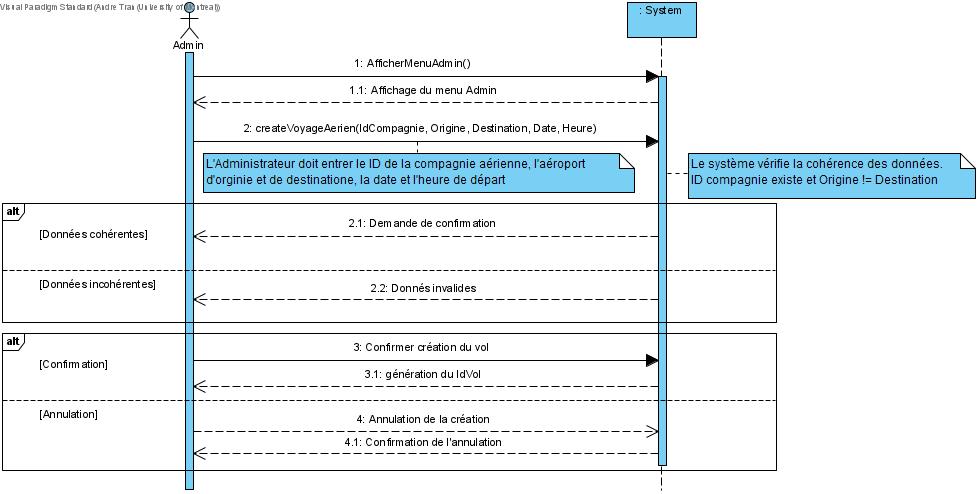 Visual Paradigm Standard (Andre Trau (University of Montreal))
: System
Admin
1: AfficherMenuAdmin()
1.1: Affichage du menu Admin
2: createVoyageAerien(IdCompagnie, Origine, Destination, Date, Heure)
L'Administrateur doit entrer le ID de la compagnie aérienne, l'aéroport
d'orginie et de destinatione, la date et l'heure de départ
Le système vérifie la cohérence des données.
ID compagnie existe et Origine != Destination
alt
2.1: Demande de confirmation
[Données cohérentes]
[Données incohérentes]
2.2: Donnés invalides
alt
3: Confirmer création du vol
[Confirmation]
3.1: génération du IdVol
[Annulation]
4: Annulation de la création
4.1: Confirmation de l'annulation